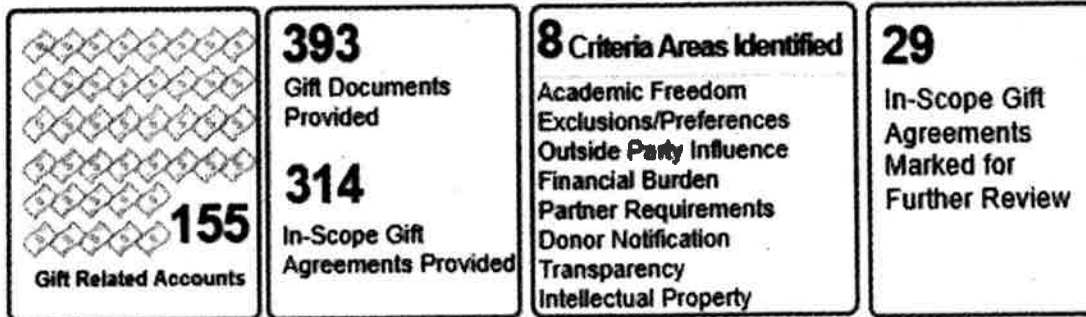 155
Gift Related Accounts
393
Gift Documents
Provided
314
In-Scope Gift
Agreements Provided
8 Criteria Areas Identified
Academic Freedom
Exclusions/Preferences
Outside Party Influence
Financial Burden
Partner Requirements
Donor Notification
Transparency
Intellectual Property
29
In-Scope Gift
Agreements
Marked for
Further Review